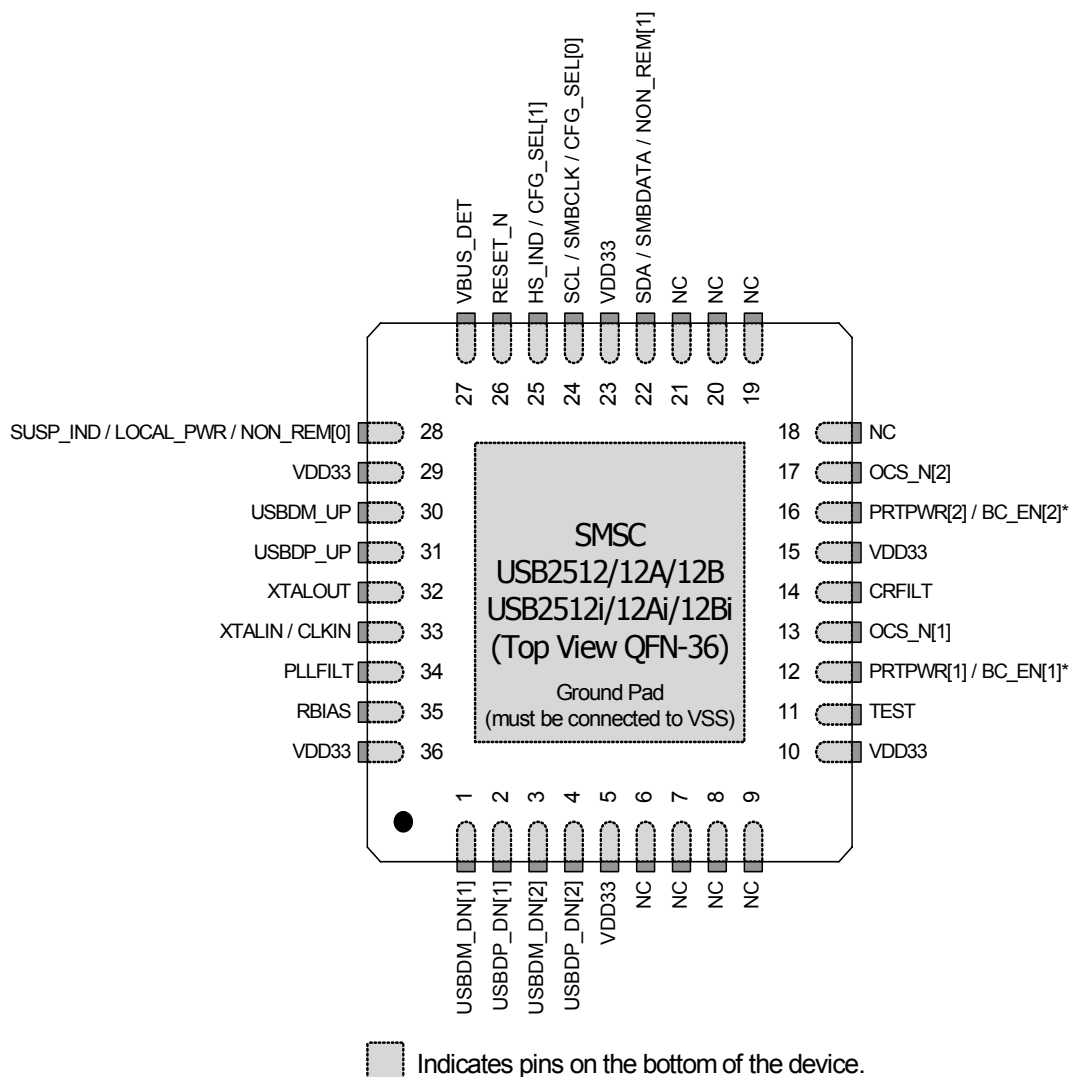 VBUS_DET
RESET_N
HS_IND / CFG_SEL[1]
SCL / SMBCLK / CFG_SEL[0]
VDD33
SDA / SMBDATA / NON_REM[1]
NC
NC
NC
27
26
25
24
23
22
21
20
19
SUSP_IND / LOCAL_PWR / NON_REM[0] 28
VDD33 29
USBDM_UP 30
USBDP_UP 31
XTALOUT 32
XTALIN / CLKIN 33
PLLFILT 34
RBIAS 35
VDD33 36
SMSC
USB2512/12A/12B
USB2512i/12Ai/12Bi
(Top View QFN-36)
Ground Pad
(must be connected to VSS)
18 NC
17 OCS_N[2]
16 PRTPWR[2] / BC_EN[2]*
15 VDD33
14 CRFILT
13 OCS_N[1]
12 PRTPWR[1] / BC_EN[1]*
11 TEST
10 VDD33
1
2
3
4
5
6
7
8
9
USBDM_DN[1]
USBDP_DN[1]
USBDM_DN[2]
USBDP_DN[2]
VDD33
NC
NC
NC
NC
Indicates pins on the bottom of the device.